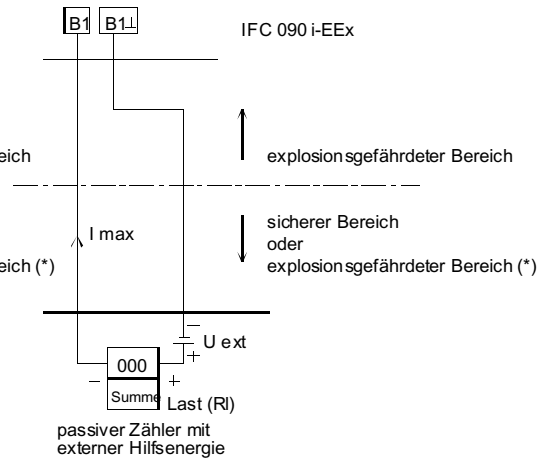 B1 B1⊥
IFC 090 i-EEx
eich
explosionsgefährdeter Bereich
sicherer Bereich
oder
I max
eich (*)
explosionsgefährdeter Bereich (*)
−
U ext
+
000
− +
Summe
Last (Rl)
passiver Zähler mit
externer Hilfsenergie